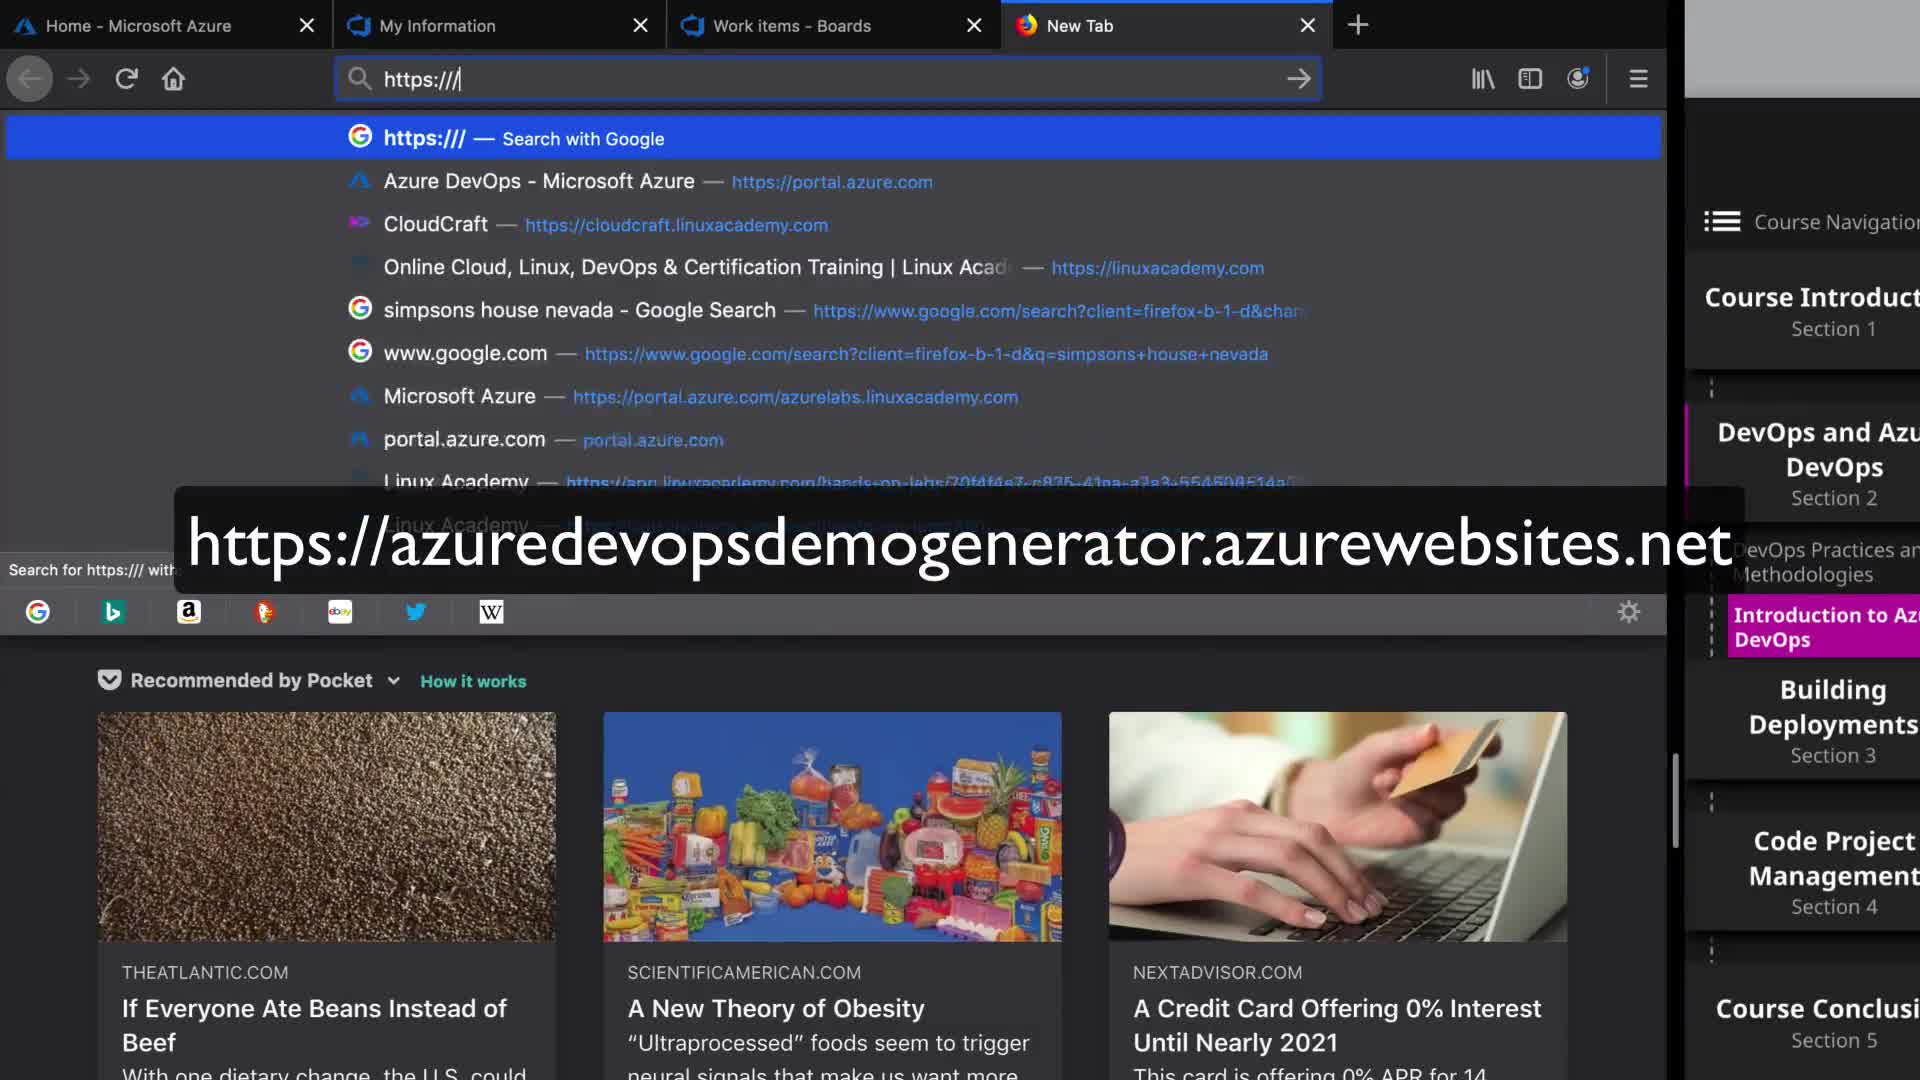 Home - Microsoft Azure
My Information
Work items - Boards
New Tab
https:///
https:/// — Search with Google
Azure DevOps - Microsoft Azure — https://portal.azure.com
CloudCraft — https://cloudcraft.linuxacademy.com
Online Cloud, Linux, DevOps & Certification Training | Linux Acad — https://linuxacademy.com
simpsons house nevada - Google Search — https://www.google.com/search?client=firefox-b-1-d&chan
www.google.com — https://www.google.com/search?client=firefox-b-1-d&q=simpsons+house+nevada
Microsoft Azure — https://portal.azure.com/azurelabs.linuxacademy.com
portal.azure.com — portal.azure.com
Linux Academy —
Linux Academy —
https://azuredevopsdemogenerator.azurewebsites.net
Search for https:/// with
ebay
W
Recommended by Pocket
How it works
THEATLANTIC.COM
If Everyone Ate Beans Instead of
Beef
With one dietary change, the U.S. could
SCIENTIFICAMERICAN.COM
A New Theory of Obesity
“Ultraprocessed” foods seem to trigger
neural signals that make us want more
NEXTADVISOR.COM
A Credit Card Offering 0% Interest
Until Nearly 2021
This card is offering 0% APR for 14
Course Navigation
Course Introduct
Section 1
DevOps and Azu
DevOps
Section 2
DevOps Practices an
Methodologies
Introduction to Azu
DevOps
Building
Deployments
Section 3
Code Project
Management
Section 4
Course Conclusi
Section 5